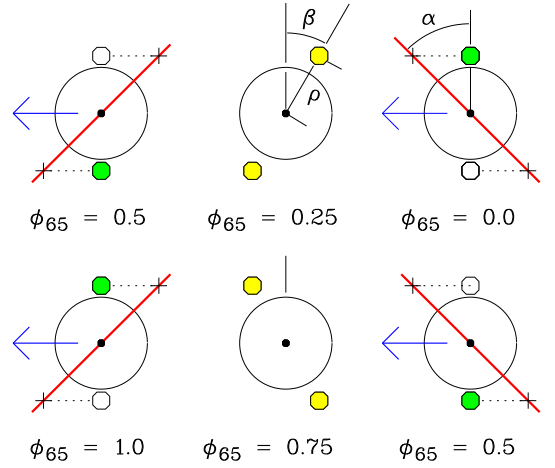 β
α
ρ
ϕ65 = 0.5
ϕ65 = 0.25
ϕ65 = 0.0
ϕ65 = 1.0
ϕ65 = 0.75
ϕ65 = 0.5